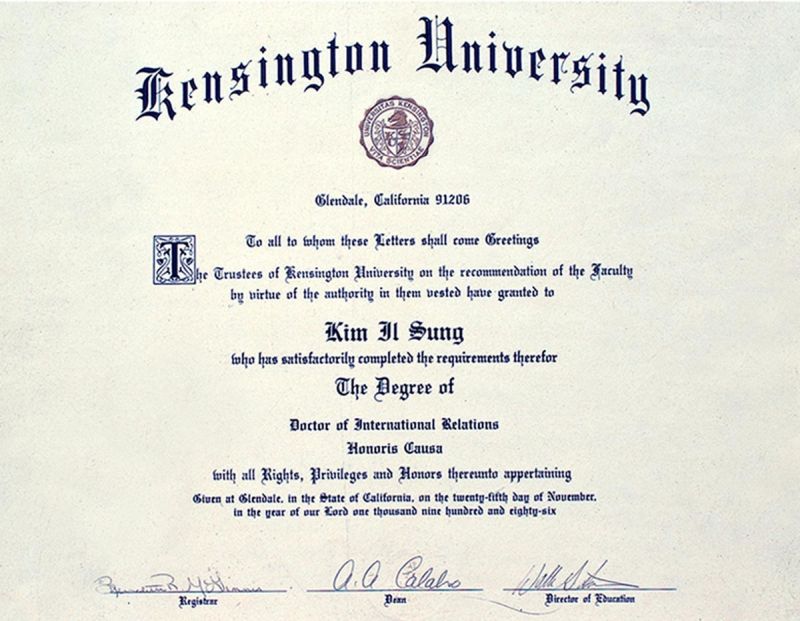 Kensington University
UNIVERSITAS KENSINGTON
VITA SCIENTIAE
Glendale, California 91206
To all to whom these Letters shall come Greetings
The Trustees of Kensington University on the recommendation of the Faculty
by virtue of the authority in them vested have granted to
Kim Il Sung
who has satisfactorily completed the requirements therefor
The Degree of
Doctor of International Relations
Honoris Causa
with all Rights, Privileges and Honors thereunto appertaining
Given at Glendale, in the State of California, on the twenty-fifth day of November,
in the year of our Lord one thousand nine hundred and eighty-six
A. A Calabro
Registrar Dean Director of Education